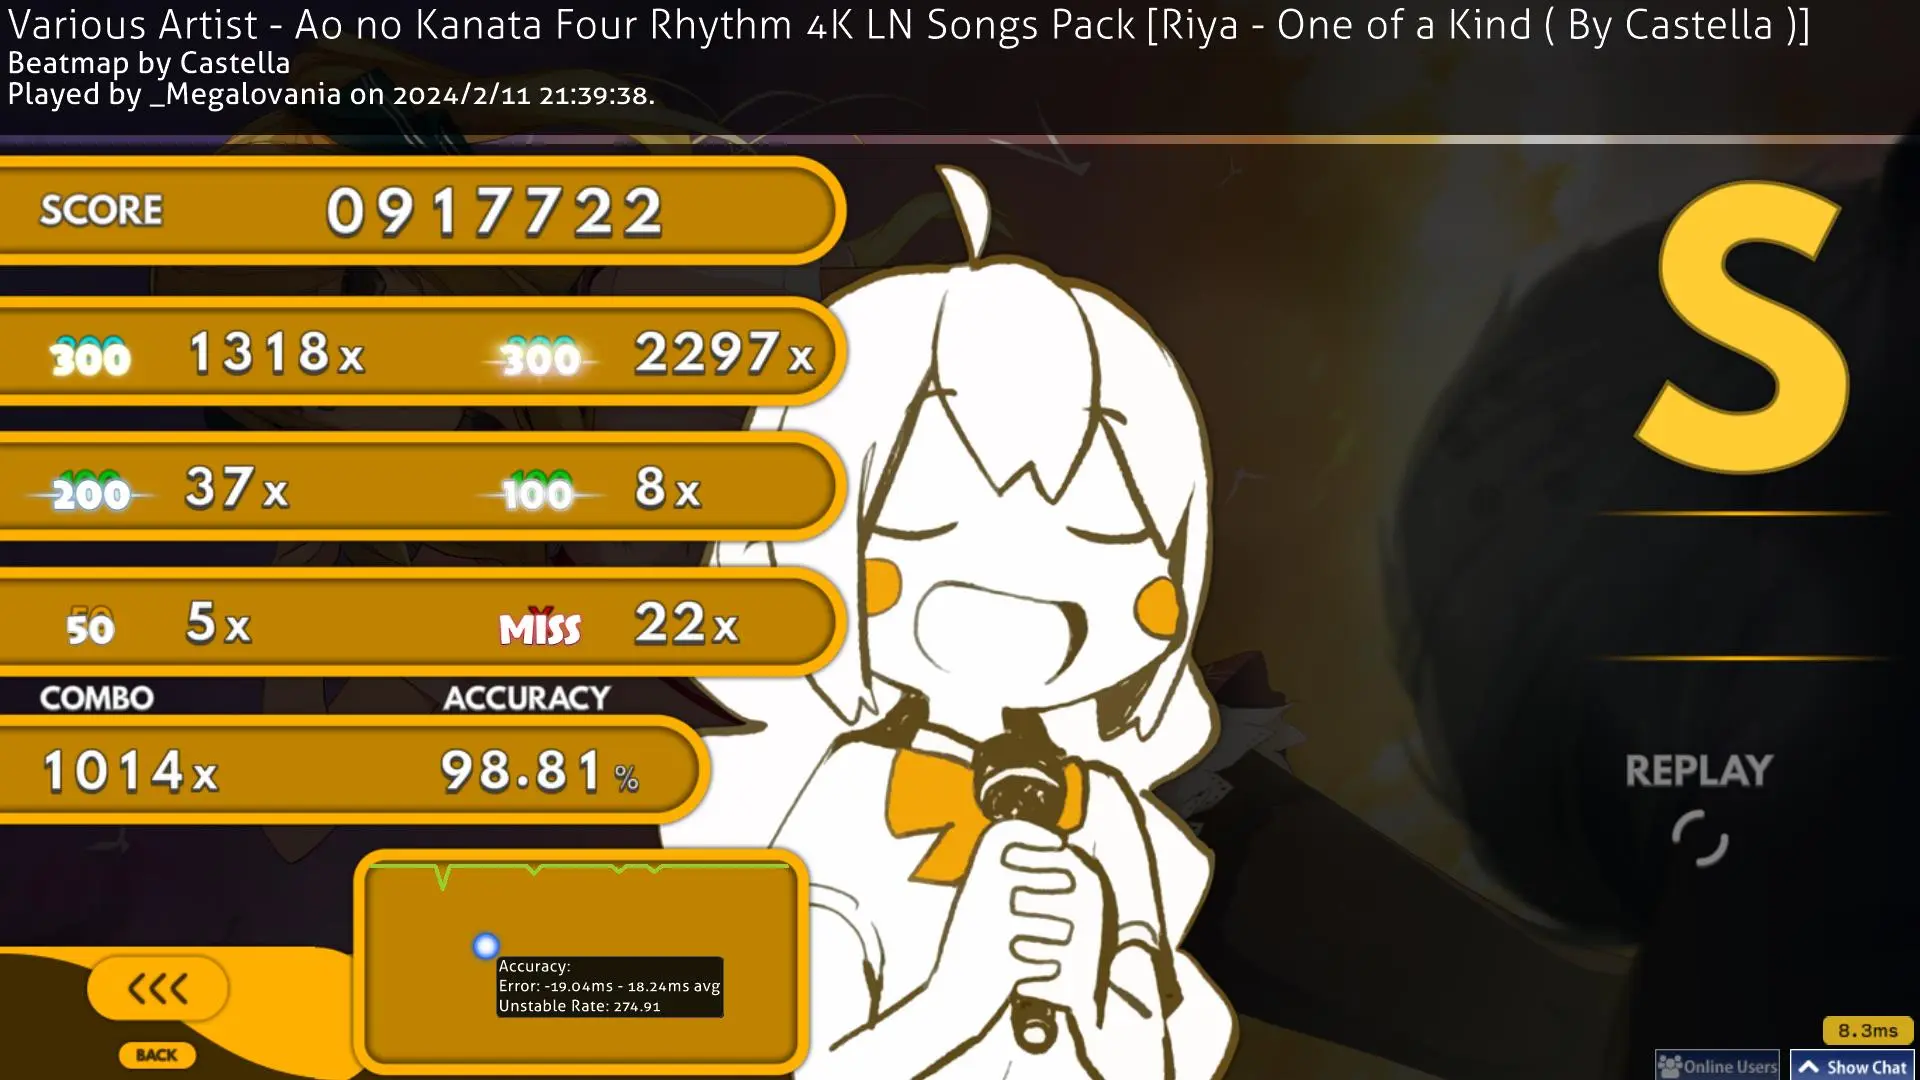 Various Artist - Ao no Kanata Four Rhythm 4K LN Songs Pack [Riya - One of a Kind ( By Castella )]
Beatmap by Castella
Played by _Megalovania on 2024/2/11 21:39:38.
SCORE 0917722
300 1318x 300 2297x
200 37x 100 8x
50 5x MISS 22x
COMBO ACCURACY
1014x 98.81%
S
REPLAY
Accuracy:
Error: -19.04ms - 18.24ms avg
Unstable Rate: 274.91
BACK
8.3ms
Online Users
Show Chat